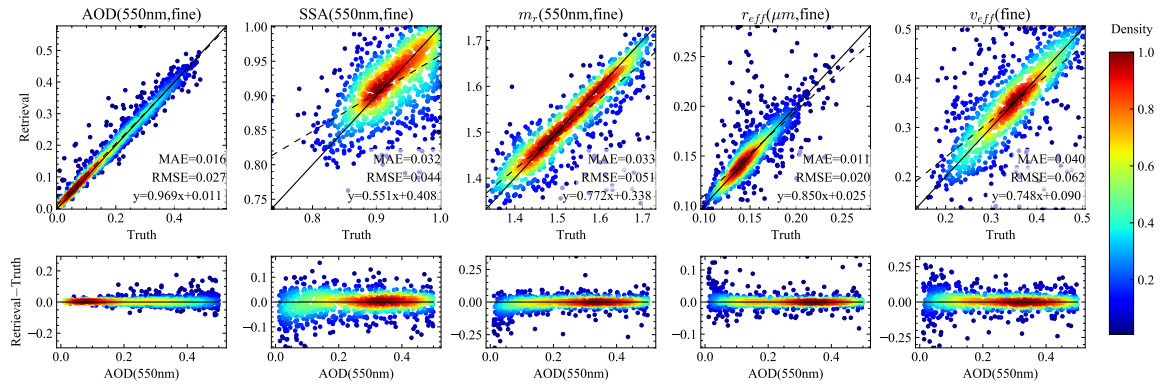 AOD(550nm,fine)
SSA(550nm,fine)
m_r(550nm,fine)
r_eff(μm,fine)
v_eff(fine)
Density
Retrieval
0.5
0.4
0.3
0.2
0.1
0.0
0.0 0.2 0.4
Truth
MAE=0.016
RMSE=0.027
y=0.969x+0.011
1.00
0.95
0.90
0.85
0.80
0.75
0.8 0.9 1.0
Truth
MAE=0.032
RMSE=0.044
y=0.551x+0.408
1.7
1.6
1.5
1.4
1.4 1.5 1.6 1.7
Truth
MAE=0.033
RMSE=0.051
y=0.772x+0.338
0.25
0.20
0.15
0.10
0.10 0.15 0.20 0.25
Truth
MAE=0.011
RMSE=0.020
y=0.850x+0.025
0.5
0.4
0.3
0.2
0.2 0.3 0.4 0.5
Truth
MAE=0.040
RMSE=0.062
y=0.748x+0.090
1.0
0.8
0.6
0.4
0.2
Retrieval−Truth
0.2
0.0
−0.2
0.0 0.2 0.4
AOD(550nm)
0.1
0.0
−0.1
0.0 0.2 0.4
AOD(550nm)
0.25
0.00
−0.25
0.0 0.2 0.4
AOD(550nm)
0.1
0.0
−0.1
0.0 0.2 0.4
AOD(550nm)
0.25
0.00
−0.25
0.0 0.2 0.4
AOD(550nm)